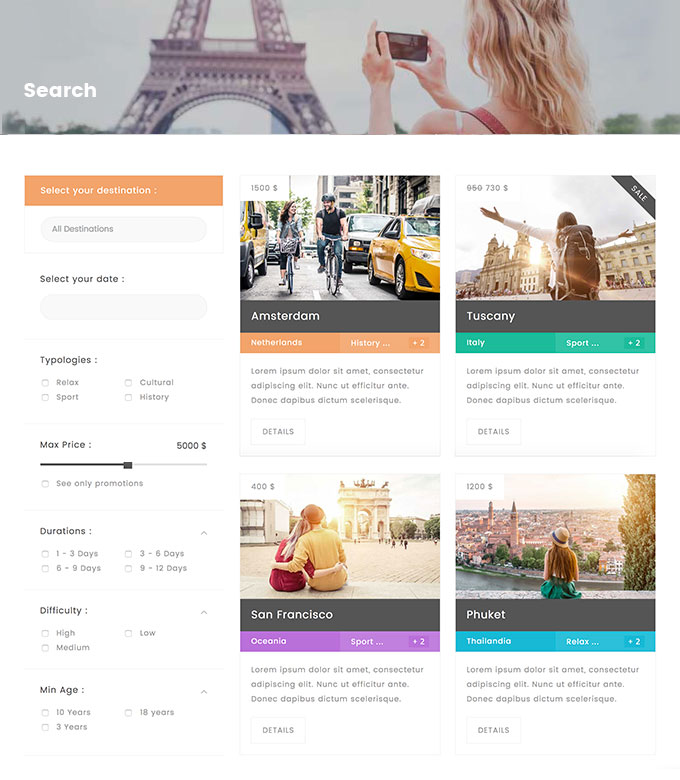 Search
Select your destination :
All Destinations
Select your date :
Typologies :
Relax
Cultural
Sport
History
Max Price :
5000 $
See only promotions
Durations :
1 - 3 Days
3 - 6 Days
6 - 9 Days
9 - 12 Days
Difficulty :
High
Low
Medium
Min Age :
10 Years
18 years
3 Years
1500 $
Amsterdam
Netherlands
History ...
+ 2
Lorem ipsum dolor sit amet, consectetur
adipiscing elit. Nunc ut efficitur ante.
Donec dapibus dictum scelerisque.
DETAILS
950 730 $
SALE
Tuscany
Italy
Sport ...
+ 2
Lorem ipsum dolor sit amet, consectetur
adipiscing elit. Nunc ut efficitur ante.
Donec dapibus dictum scelerisque.
DETAILS
400 $
San Francisco
Oceania
Sport ...
+ 2
Lorem ipsum dolor sit amet, consectetur
adipiscing elit. Nunc ut efficitur ante.
Donec dapibus dictum scelerisque.
DETAILS
1200 $
Phuket
Thailandia
Relax ...
+ 2
Lorem ipsum dolor sit amet, consectetur
adipiscing elit. Nunc ut efficitur ante.
Donec dapibus dictum scelerisque.
DETAILS